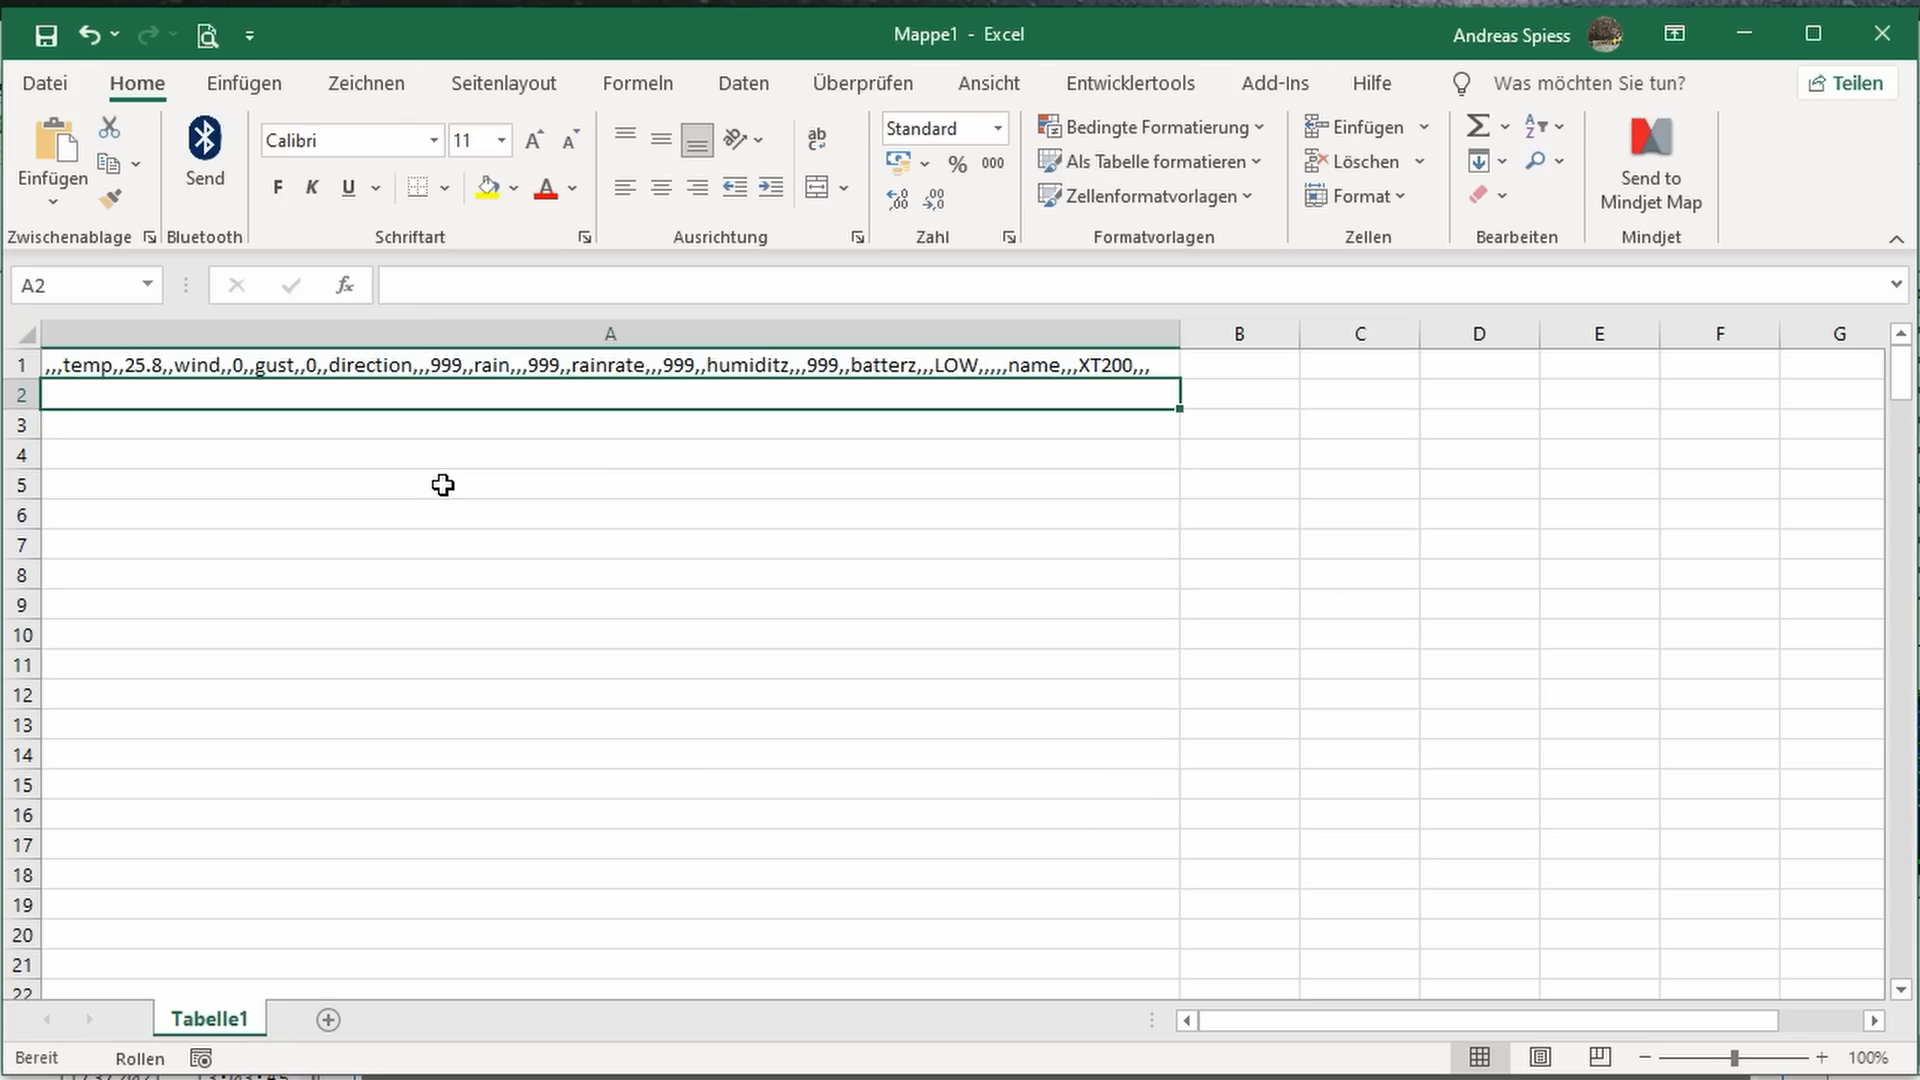 Mappe1 - Excel
Andreas Spiess
Datei Home Einfügen Zeichnen Seitenlayout Formeln Daten Überprüfen Ansicht Entwicklertools Add-Ins Hilfe Was möchten Sie tun? Teilen
Einfügen
Send
Calibri 11
F K U
A A A
ab
c
Standard
% 000
,00 ,00
Bedingte Formatierung
Als Tabelle formatieren
Zellenformatvorlagen
Einfügen
Löschen
Format
Σ A Z
Send to
Mindjet Map
Zwischenablage Bluetooth Schriftart Ausrichtung Zahl Formatvorlagen Zellen Bearbeiten Mindjet
A2 fx
A B C D E F G
1 ,,,temp,,25.8,,wind,,0,,gust,,0,,direction,,,999,,rain,,,999,,rainrate,,,999,,humiditz,,,999,,batterz,,,LOW,,,,,name,,,XT200,,,
2
3
4
5
6
7
8
9
10
11
12
13
14
15
16
17
18
19
20
21
22
Tabelle1
Bereit Rollen 100%